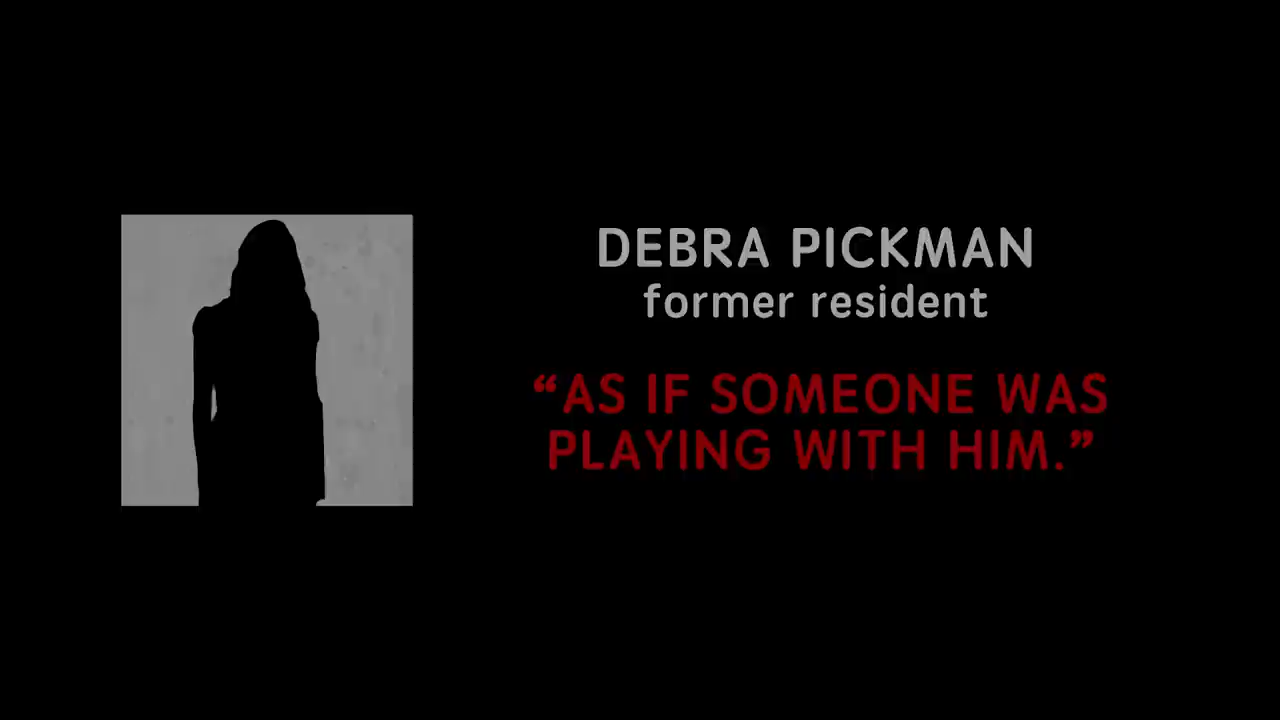 DEBRA PICKMAN
former resident
“AS IF SOMEONE WAS
PLAYING WITH HIM.”